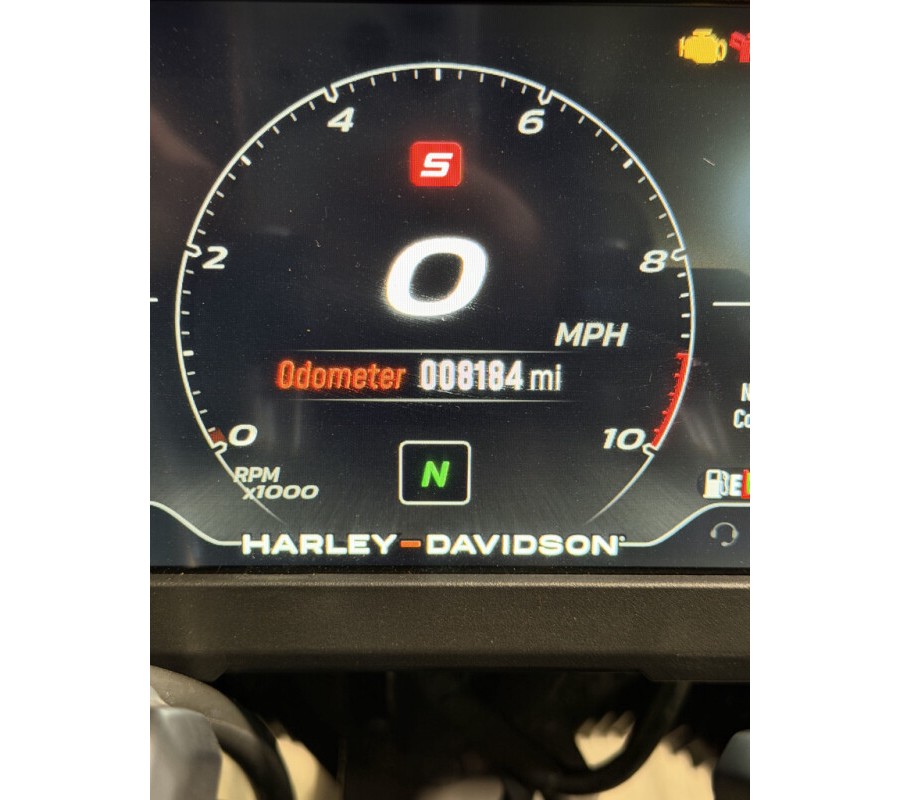 4 6
S
2 8
0
MPH
Odometer 008184 mi
0 10
N
RPM
x1000
E
HARLEY-DAVIDSON